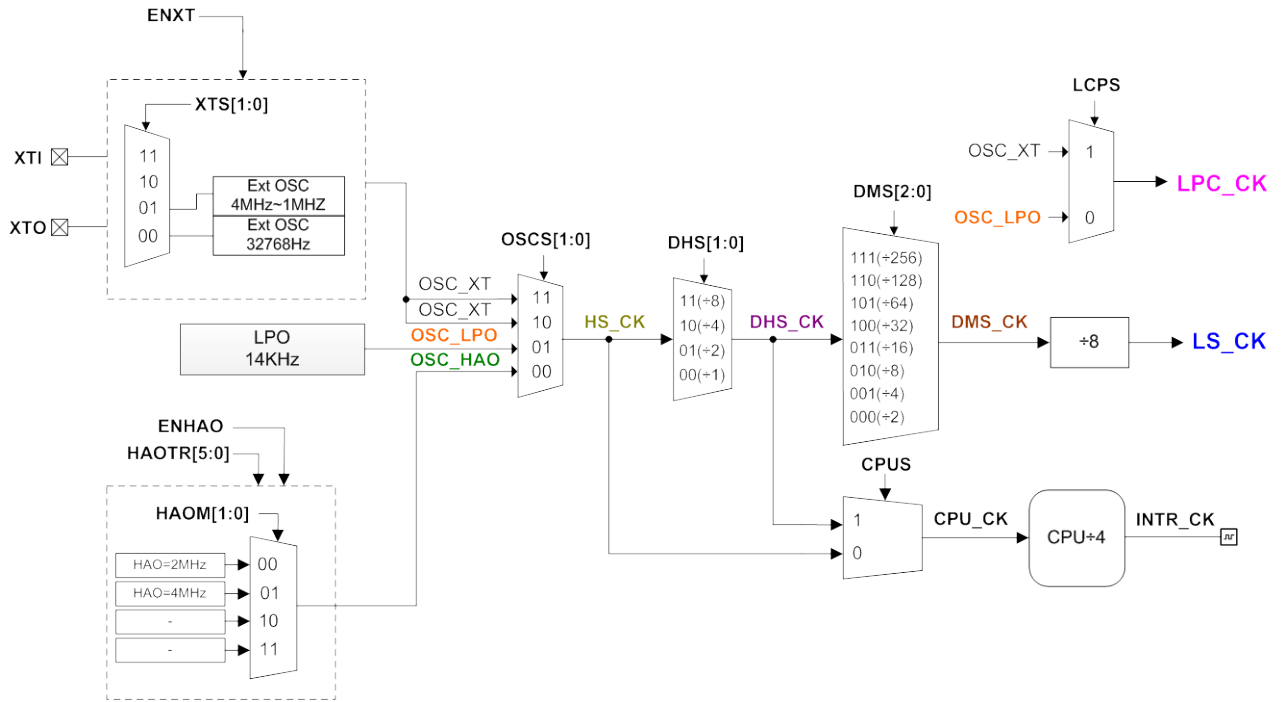 ENXT
XTS[1:0]
XTI
XTO
11
10
01
00
Ext OSC
4MHz~1MHZ
Ext OSC
32768Hz
LPO
14KHz
ENHAO
HAOTR[5:0]
HAOM[1:0]
HAO=2MHz
HAO=4MHz
-
-
00
01
10
11
OSCS[1:0]
OSC_XT
OSC_XT
OSC_LPO
OSC_HAO
11
10
01
00
HS_CK
DHS[1:0]
11(÷8)
10(÷4)
01(÷2)
00(÷1)
DHS_CK
DMS[2:0]
111(÷256)
110(÷128)
101(÷64)
100(÷32)
011(÷16)
010(÷8)
001(÷4)
000(÷2)
DMS_CK
÷8
LS_CK
LCPS
OSC_XT
OSC_LPO
1
0
LPC_CK
CPUS
1
0
CPU_CK
CPU÷4
INTR_CK